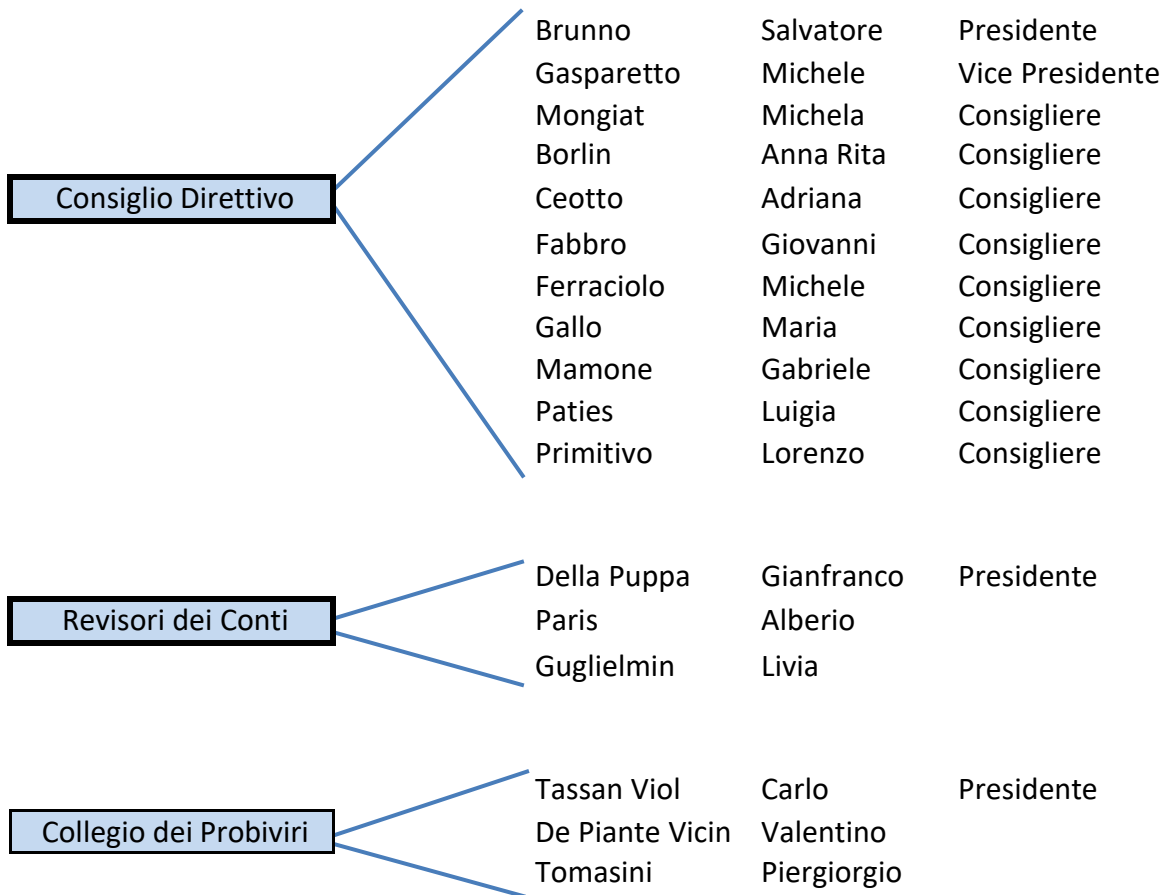 Consiglio Direttivo
Brunno Salvatore Presidente
Gasparetto Michele Vice Presidente
Mongiat Michela Consigliere
Borlin Anna Rita Consigliere
Ceotto Adriana Consigliere
Fabbro Giovanni Consigliere
Ferraciolo Michele Consigliere
Gallo Maria Consigliere
Mamone Gabriele Consigliere
Paties Luigia Consigliere
Primitivo Lorenzo Consigliere
Revisori dei Conti
Della Puppa Gianfranco Presidente
Paris Alberio
Guglielmin Livia
Collegio dei Probiviri
Tassan Viol Carlo Presidente
De Piante Vicin Valentino
Tomasini Piergiorgio